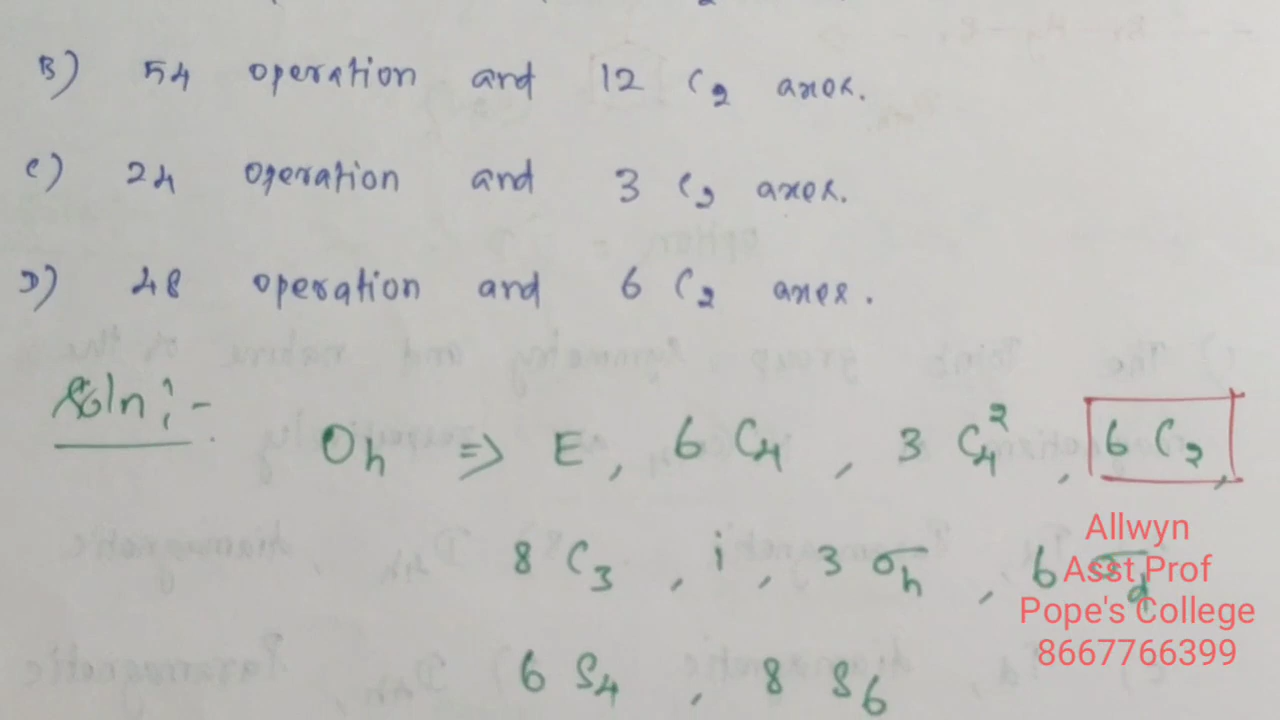 B) 54 operation and 12 C₂ axes.
C) 24 operation and 3 C₂ axes.
D) 48 operation and 6 C₂ axes.
Soln :-
Oh ⇒ E, 6 C₄, 3 C₄², 6 C₂,
8 C₃, i, 3 σh, 6 σd
6 S₄, 8 S₆
Allwyn
Asst Prof
Pope's College
8667766399